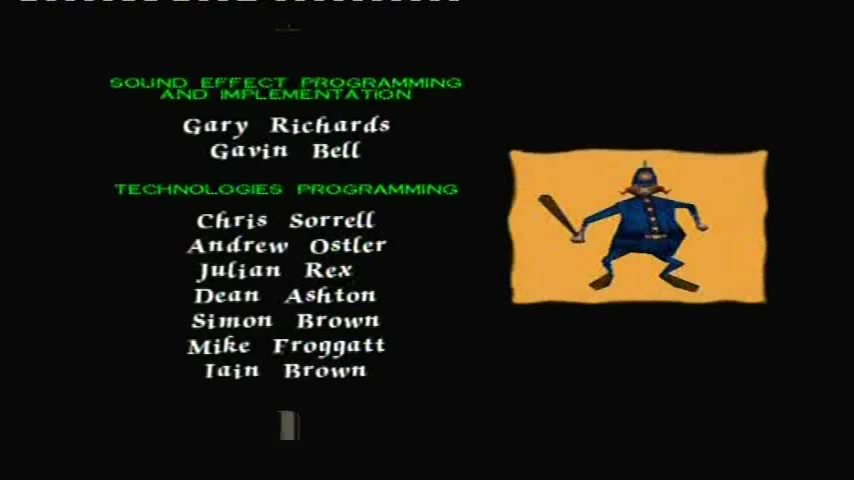 SOUND EFFECT PROGRAMMING
AND IMPLEMENTATION
Gary Richards
Gavin Bell
TECHNOLOGIES PROGRAMMING
Chris Sorrell
Andrew Ostler
Julian Rex
Dean Ashton
Simon Brown
Mike Froggatt
Iain Brown